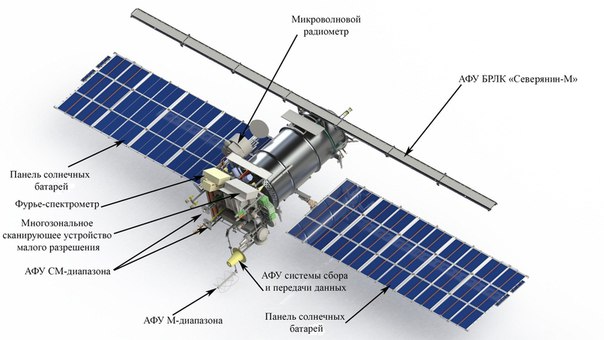 Микроволновой
радиометр
АФУ БРЛК «Северянин-М»
Панель солнечных
батарей
Фурье-спектрометр
Многозональное
сканирующее устройство
малого разрешения
АФУ СМ-диапазона
АФУ системы сбора
и передачи данных
АФУ М-диапазона
Панель солнечных
батарей